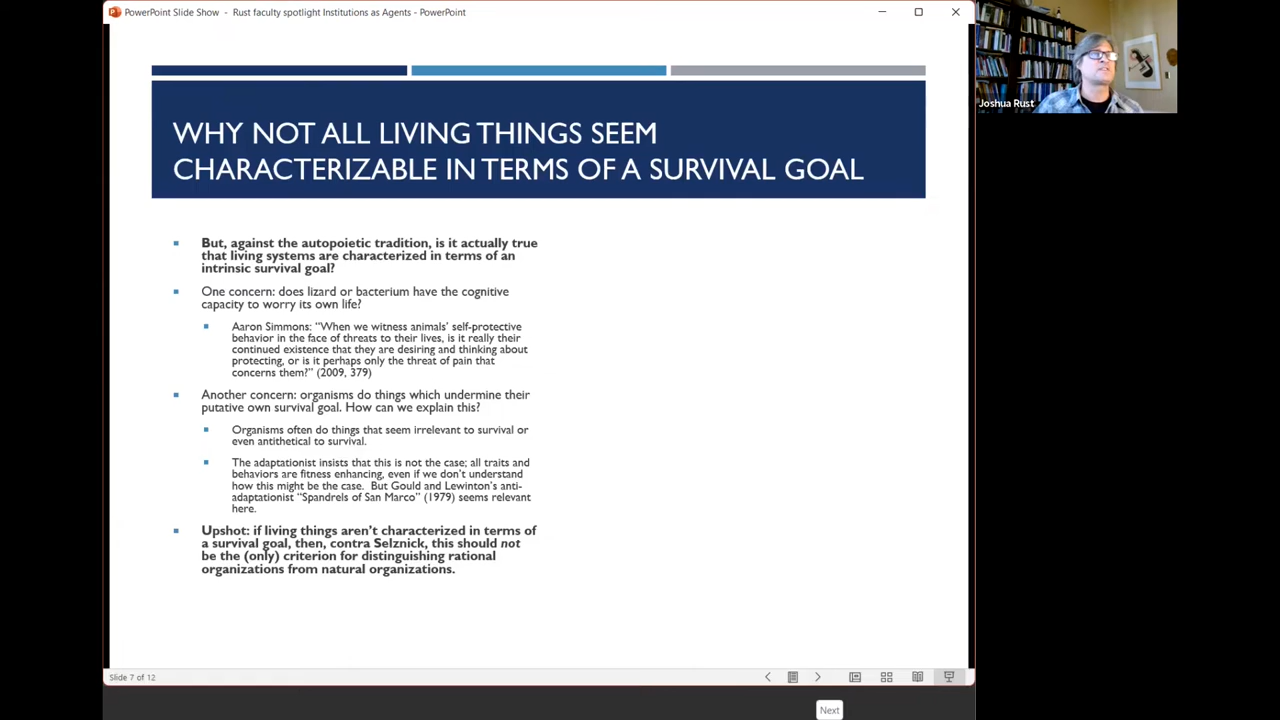 PowerPoint Slide Show - Rust faculty spotlight Institutions as Agents - PowerPoint
WHY NOT ALL LIVING THINGS SEEM
CHARACTERIZABLE IN TERMS OF A SURVIVAL GOAL
Joshua Rust
But, against the autopoietic tradition, is it actually true
that living systems are characterized in terms of an
intrinsic survival goal?
One concern: does lizard or bacterium have the cognitive
capacity to worry its own life?
Aaron Simmons: “When we witness animals’ self-protective
behavior in the face of threats to their lives, is it really their
continued existence that they are desiring and thinking about
protecting, or is it perhaps only the threat of pain that
concerns them?” (2009, 379)
Another concern: organisms do things which undermine their
putative own survival goal. How can we explain this?
Organisms often do things that seem irrelevant to survival or
even antithetical to survival.
The adaptationist insists that this is not the case; all traits and
behaviors are fitness enhancing, even if we don’t understand
how this might be the case. But Gould and Lewinton’s anti-
adaptationist “Spandrels of San Marco” (1979) seems relevant
here.
Upshot: if living things aren’t characterized in terms of
a survival goal, then, contra Selznick, this should not
be the (only) criterion for distinguishing rational
organizations from natural organizations.
Slide 7 of 12
Next